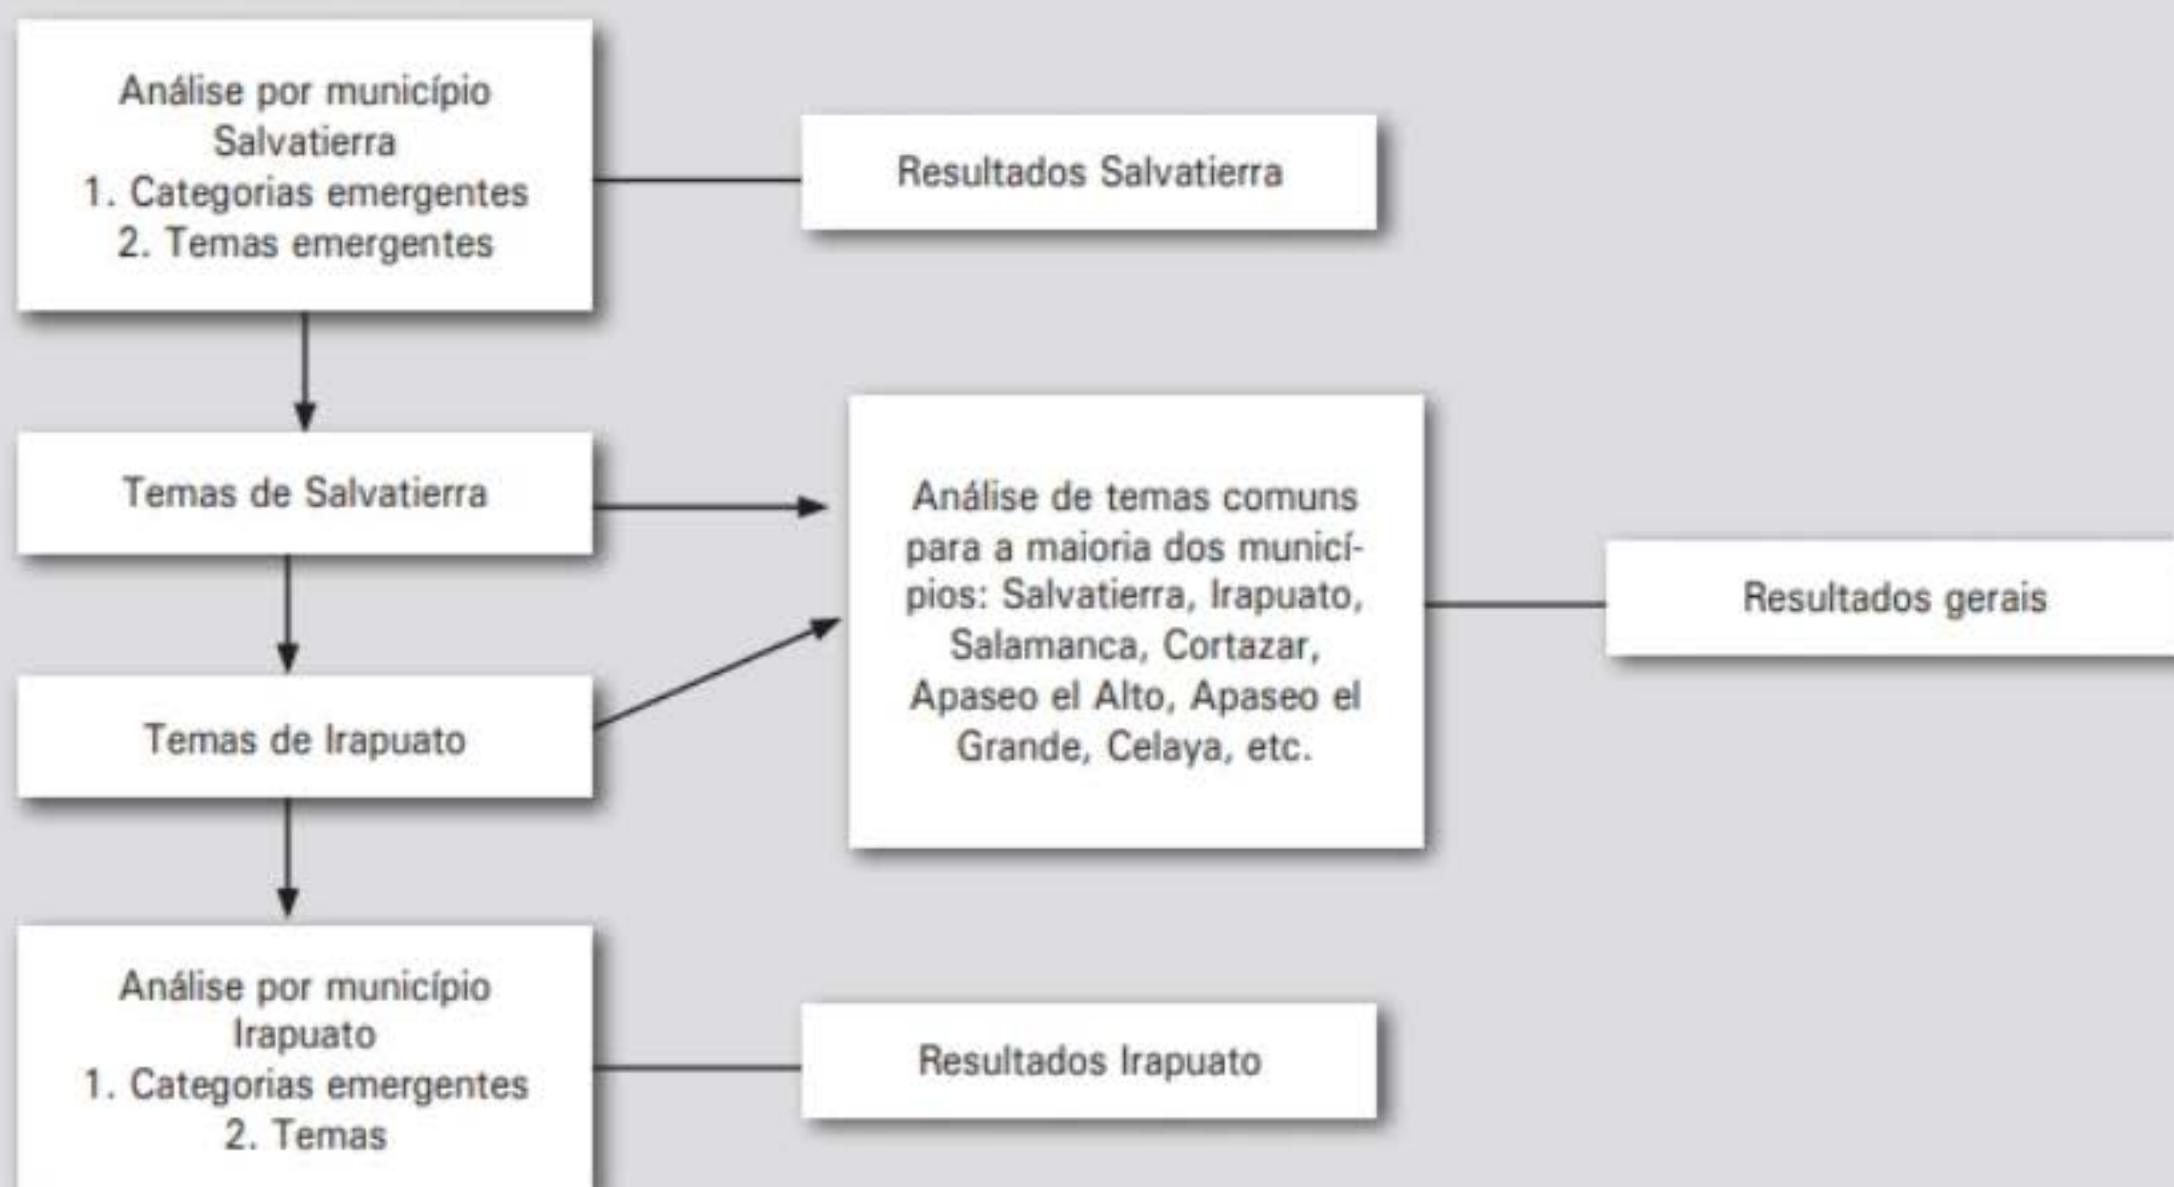 Análise por município
Salvatierra
1. Categorias emergentes
2. Temas emergentes
Resultados Salvatierra
Temas de Salvatierra
Análise de temas comuns
para a maioria dos municí-
pios: Salvatierra, Irapuato,
Salamanca, Cortazar,
Apaseo el Alto, Apaseo el
Grande, Celaya, etc.
Resultados gerais
Temas de Irapuato
Análise por município
Irapuato
1. Categorias emergentes
2. Temas
Resultados Irapuato